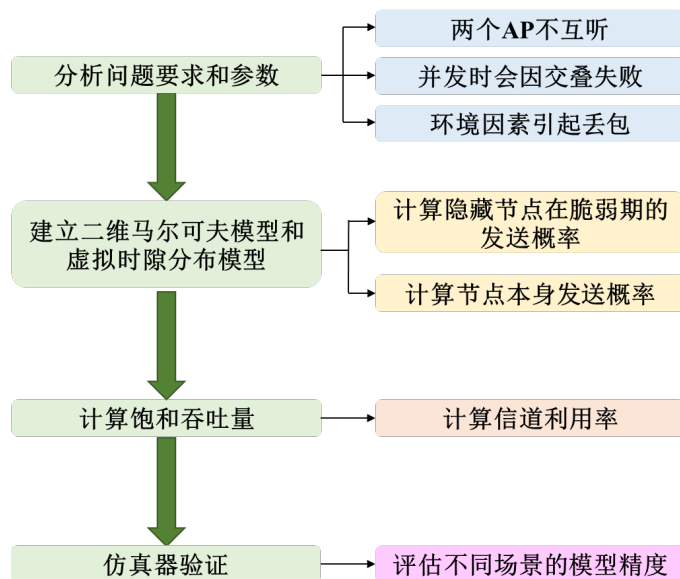 两个AP不互听
分析问题要求和参数
并发时会因交叠失败
环境因素引起丢包
建立二维马尔可夫模型和
虚拟时隙分布模型
计算隐藏节点在脆弱期的
发送概率
计算节点本身发送概率
计算饱和吞吐量
计算信道利用率
仿真器验证
评估不同场景的模型精度